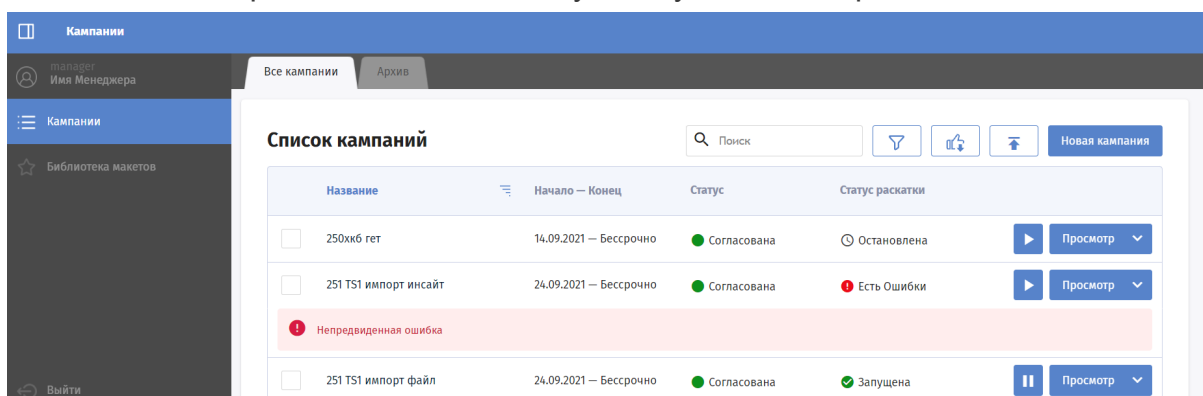 Кампании
manager
Имя Менеджера
Все кампании
Архив
Кампании
Библиотека макетов
Список кампаний
Поиск
Новая кампания
Название
Начало — Конец
Статус
Статус раскатки
250хкб гет
14.09.2021 — Бессрочно
Согласована
Остановлена
Просмотр
251 TS1 импорт инсайт
24.09.2021 — Бессрочно
Согласована
Есть Ошибки
Просмотр
Непредвиденная ошибка
251 TS1 импорт файл
24.09.2021 — Бессрочно
Согласована
Запущена
Просмотр
Выйти